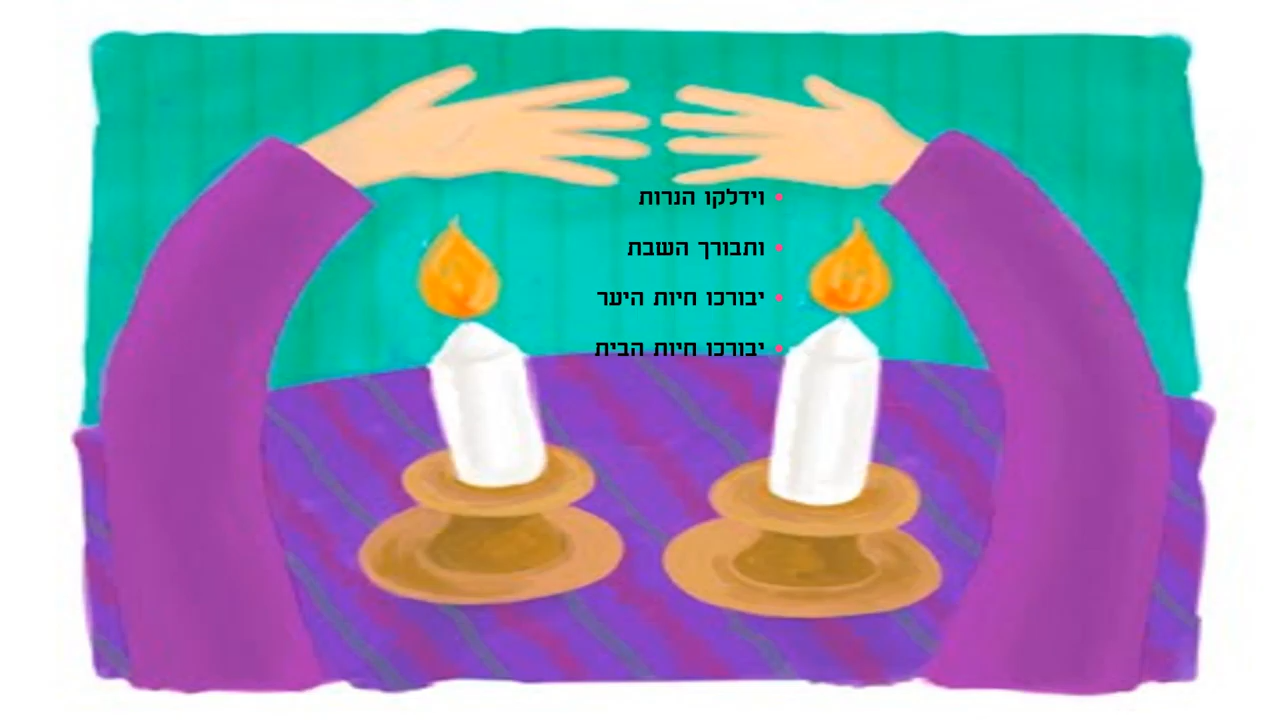 • וידלקו הנרות
• ותבורך השבת
• יבורכו חיות היער
• יבורכו חיות הבית